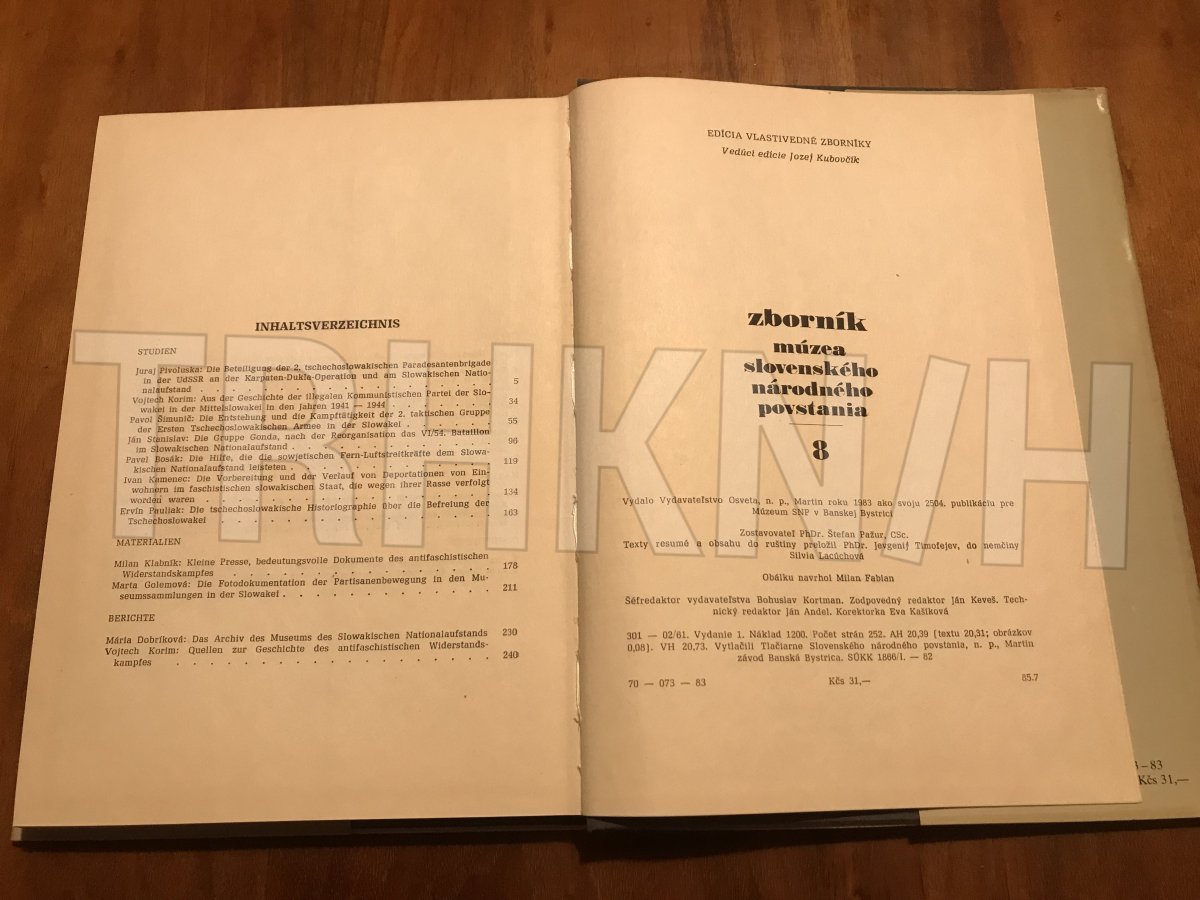 INHALTSVERZEICHNIS
STUDIEN
Juraj Pivoluska: Die Beteiligung der 2. tschechoslowakischen Paradesantenbrigade
in der UdSSR an der Karpaten-Dukla-Operation und am Slowakischen Natio-
nalaufstand . . . . . . . . . . . . . . . . . 5
Vojtech Korim: Aus der Geschichte der illegalen Kommunistischen Partei der Slo-
wakei in der Mittelslowakei in den Jahren 1941 — 1944 . . . . . . . 34
Pavol Šimunič: Die Entstehung und die Kampftätigkeit der 2. taktischen Gruppe
der Ersten Tschechoslowakischen Armee in der Slowakei . . . . . . 55
Ján Stanislav: Die Gruppe Gonda, nach der Reorganisation das VI/54. Bataillon
im Slowakischen Nationalaufstand . . . . . . . . . . . . . 96
Pavel Bosák: Die Hilfe, die die sowjetischen Fern-Luftstreitkräfte dem Slowa-
kischen Nationalaufstand leisteten . . . . . . . . . . . . . 119
Ivan Kamenec: Die Vorbereitung und der Verlauf von Deportationen von Ein-
wohnern im faschistischen slowakischen Staat, die wegen ihrer Rasse verfolgt
worden waren . . . . . . . . . . . . . . . . . 134
Ervín Pauliak: Die tschechoslowakische Historiographie über die Befreiung der
Tschechoslowakei . . . . . . . . . . . . . . . . 163
MATERIALIEN
Milan Klabník: Kleine Presse, bedeutungsvolle Dokumente des antifaschistischen
Widerstandskampfes . . . . . . . . . . . . . . . 178
Marta Golemová: Die Fotodokumentation der Partisanenbewegung in den Mu-
seumssammlungen in der Slowakei . . . . . . . . . . . . . 211
BERICHTE
Mária Dobríková: Das Archiv des Museums des Slowakischen Nationalaufstands 230
Vojtech Korim: Quellen zur Geschichte des antifaschistischen Widerstands-
kampfes . . . . . . . . . . . . . . . . . . 240
EDÍCIA VLASTIVEDNÉ ZBORNÍKY
Vedúci edície Jozef Kubovčík
zborník
múzea
slovenského
národného
povstania
8
Vydalo Vydavateľstvo Osveta, n. p., Martin roku 1983 ako svoju 2504. publikáciu pre
Múzeum SNP v Banskej Bystrici
Zostavovateľ PhDr. Štefan Pažur, CSc.
Texty resumé a obsahu do ruštiny preložil PhDr. Jevgenij Timofejev, do nemčiny
Silvia Lacúchová
Obálku navrhol Milan Fabian
Šéfredaktor vydavateľstva Bohuslav Kortman. Zodpovedný redaktor Ján Keveš. Tech-
nický redaktor Ján Andel. Korektorka Eva Kašiková
301 — 02/61. Vydanie 1. Náklad 1200. Počet strán 252. AH 20,39 [textu 20,31; obrázkov
0,08]. VH 20,73. Vytlačili Tlačiarne Slovenského národného povstania, n. p., Martin
závod Banská Bystrica. SÚKK 1866/I. — 82
70 — 073 — 83 Kčs 31,— 85.7
3 – 83
Kčs 31,—
TRHKNÍH